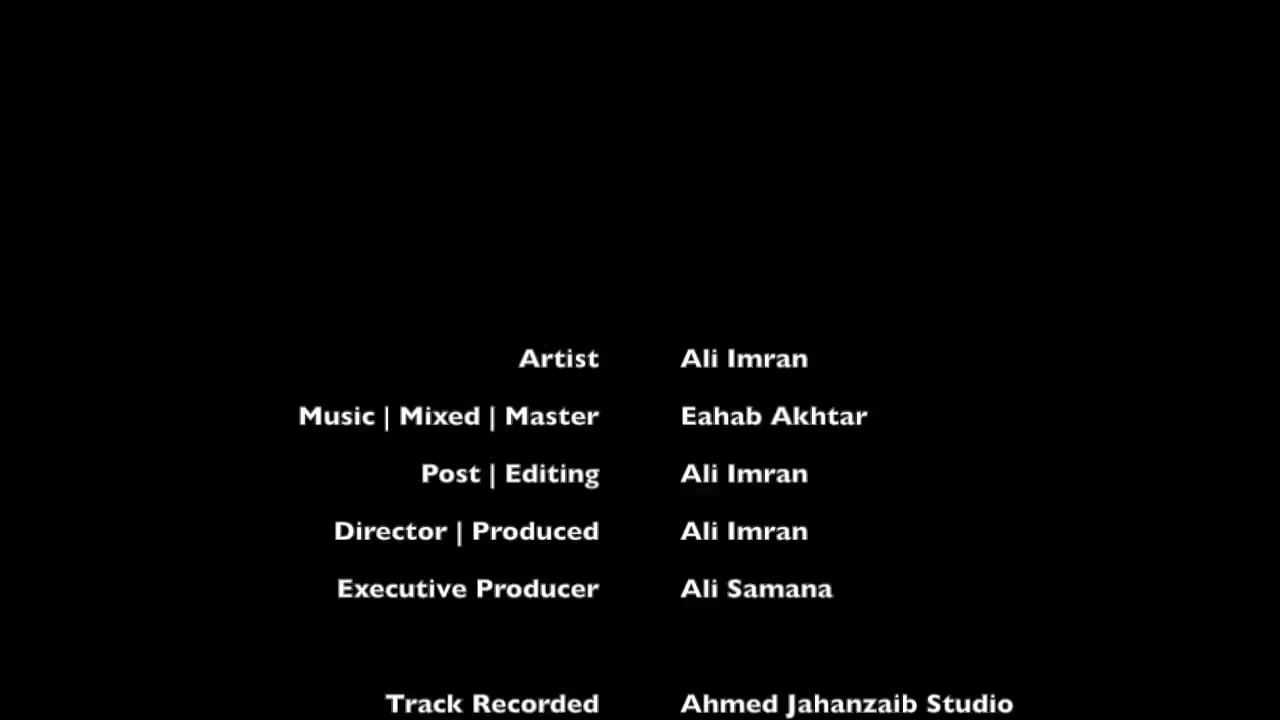 Artist Ali Imran
Music | Mixed | Master Eahab Akhtar
Post | Editing Ali Imran
Director | Produced Ali Imran
Executive Producer Ali Samana
Track Recorded Ahmed Jahanzaib Studio